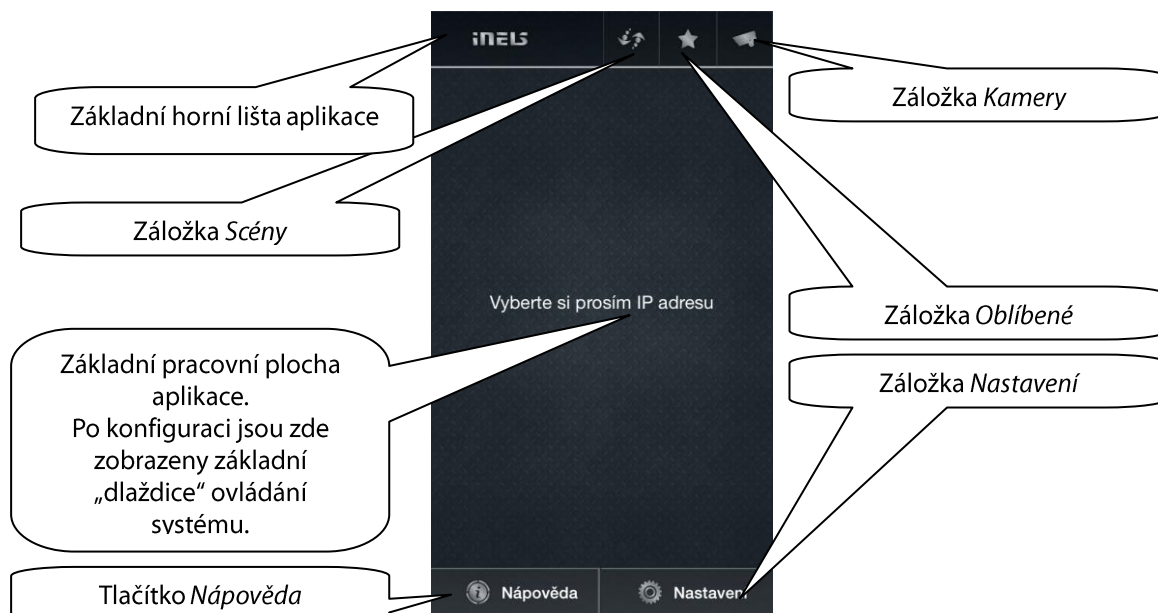 iNELS
Základní horní lišta aplikace
Záložka Kamery
Záložka Scény
Vyberte si prosím IP adresu
Záložka Oblíbené
Základní pracovní plocha
aplikace.
Po konfiguraci jsou zde
zobrazeny základní
„dlaždice“ ovládání
systému.
Záložka Nastavení
Tlačítko Nápověda
Nápověda
Nastavení